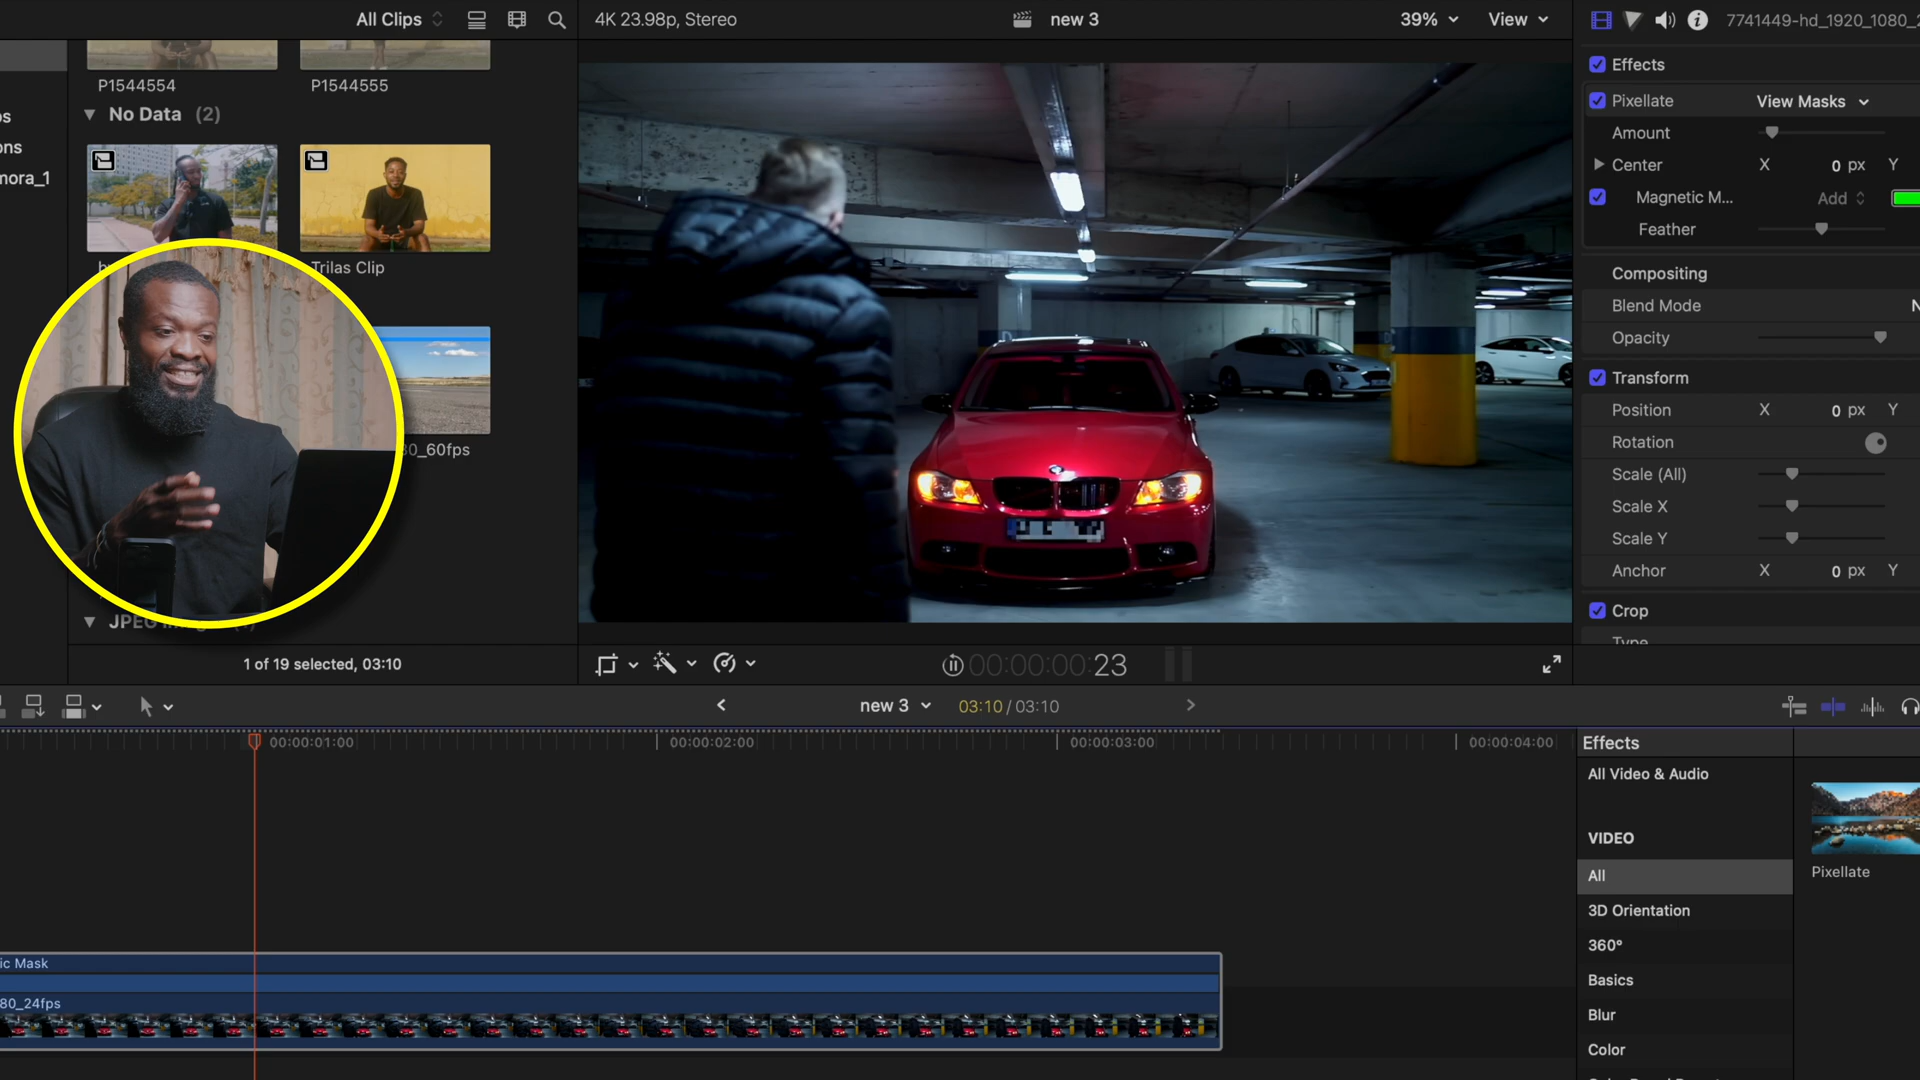 All Clips
4K 23.98p, Stereo
new 3
39%
View
7741449-hd_1920_1080_2
P1544554
P1544555
No Data (2)
Trilas Clip
mora_1
0_60fps
1 of 19 selected, 03:10
00:00:00:23
Effects
Pixellate
View Masks
Amount
Center
X
0 px
Y
Magnetic M...
Add
Feather
Compositing
Blend Mode
Opacity
Transform
Position
X
0 px
Y
Rotation
Scale (All)
Scale X
Scale Y
Anchor
X
0 px
Y
Crop
Type
new 3
03:10 / 03:10
00:00:01:00
00:00:02:00
00:00:03:00
00:00:04:00
ic Mask
80_24fps
Effects
All Video & Audio
VIDEO
All
3D Orientation
360°
Basics
Blur
Color
Pixellate